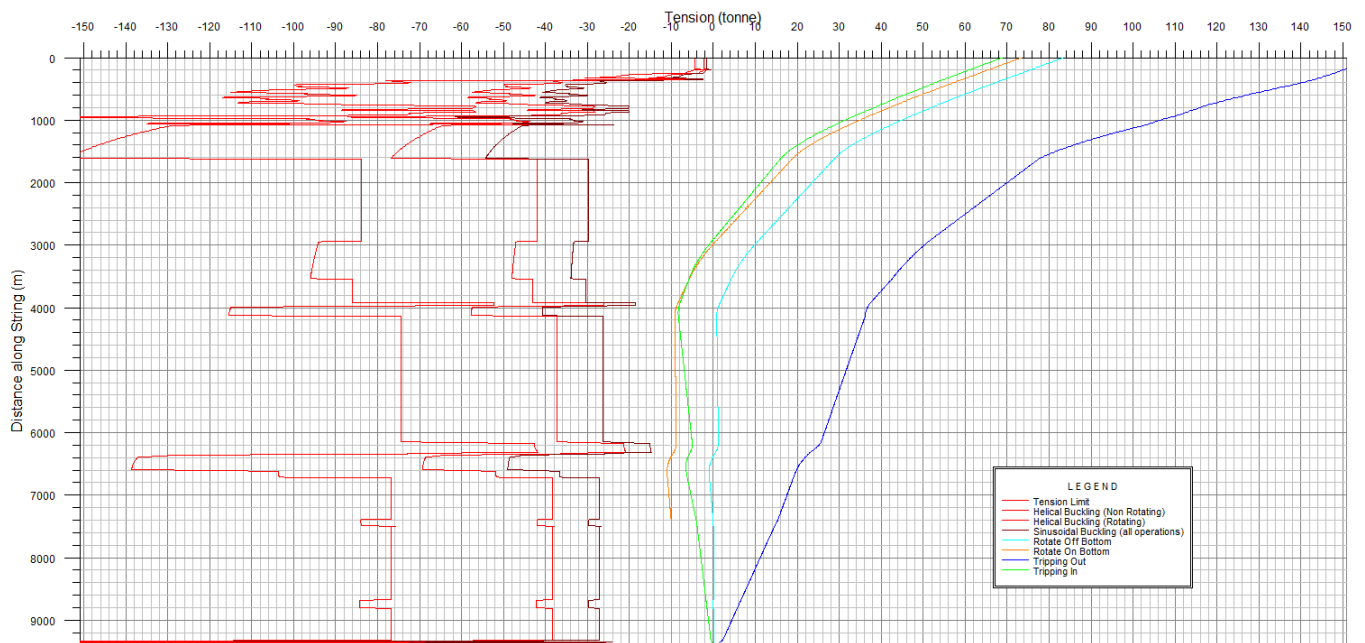 Tension (tonne)
-150 -140 -130 -120 -110 -100 -90 -80 -70 -60 -50 -40 -30 -20 -10 0 10 20 30 40 50 60 70 80 90 100 110 120 130 140 150
0
1000
2000
3000
4000
5000
6000
7000
8000
9000
Distance along String (m)
LEGEND
Tension Limit
Helical Buckling (Non Rotating)
Helical Buckling (Rotating)
Sinusoidal Buckling (all operations)
Rotate Off Bottom
Rotate On Bottom
Tripping Out
Tripping In